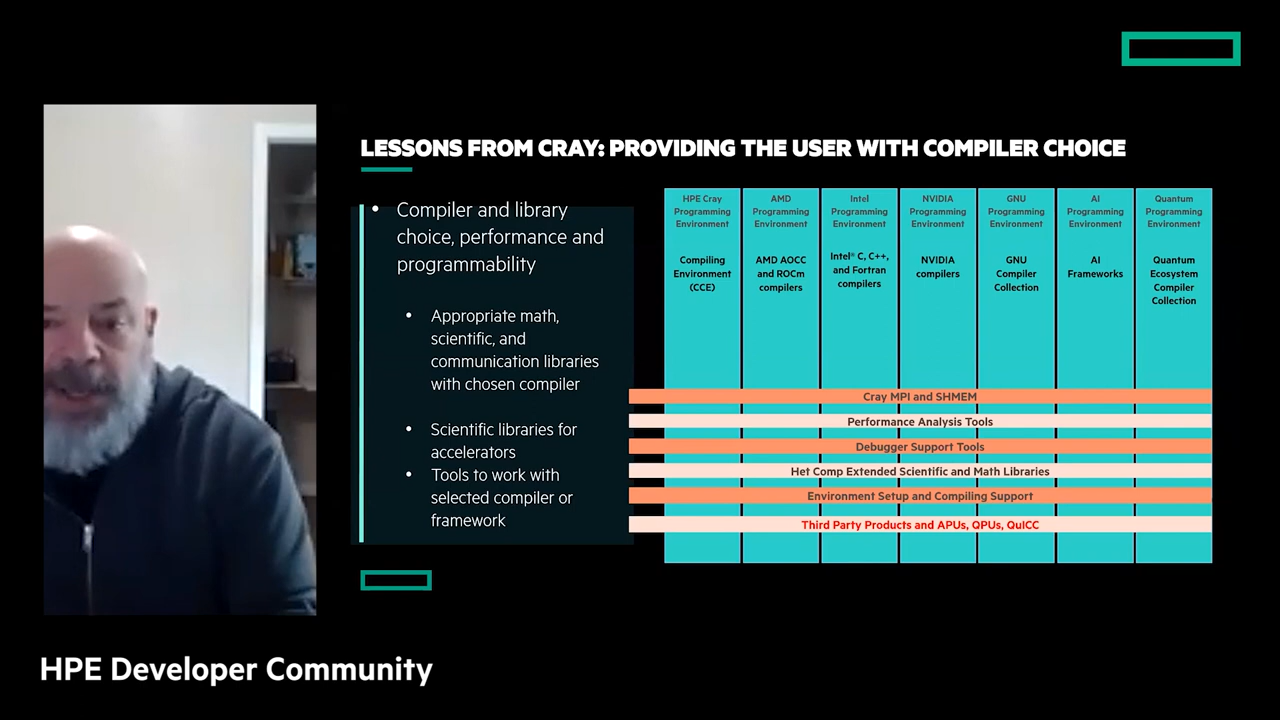 LESSONS FROM CRAY: PROVIDING THE USER WITH COMPILER CHOICE
• Compiler and library
choice, performance and
programmability
• Appropriate math,
scientific, and
communication libraries
with chosen compiler
• Scientific libraries for
accelerators
• Tools to work with
selected compiler or
framework
HPE Cray
Programming
Environment
Compiling
Environment
(CCE)
AMD
Programming
Environment
AMD AOCC
and ROCm
compilers
Intel
Programming
Environment
Intel® C, C++,
and Fortran
compilers
NVIDIA
Programming
Environment
NVIDIA
compilers
GNU
Programming
Environment
GNU
Compiler
Collection
AI
Programming
Environment
AI
Frameworks
Quantum
Programming
Environment
Quantum
Ecosystem
Compiler
Collection
Cray MPI and SHMEM
Performance Analysis Tools
Debugger Support Tools
Het Comp Extended Scientific and Math Libraries
Environment Setup and Compiling Support
Third Party Products and APUs, QPUs, QuICC
HPE Developer Community